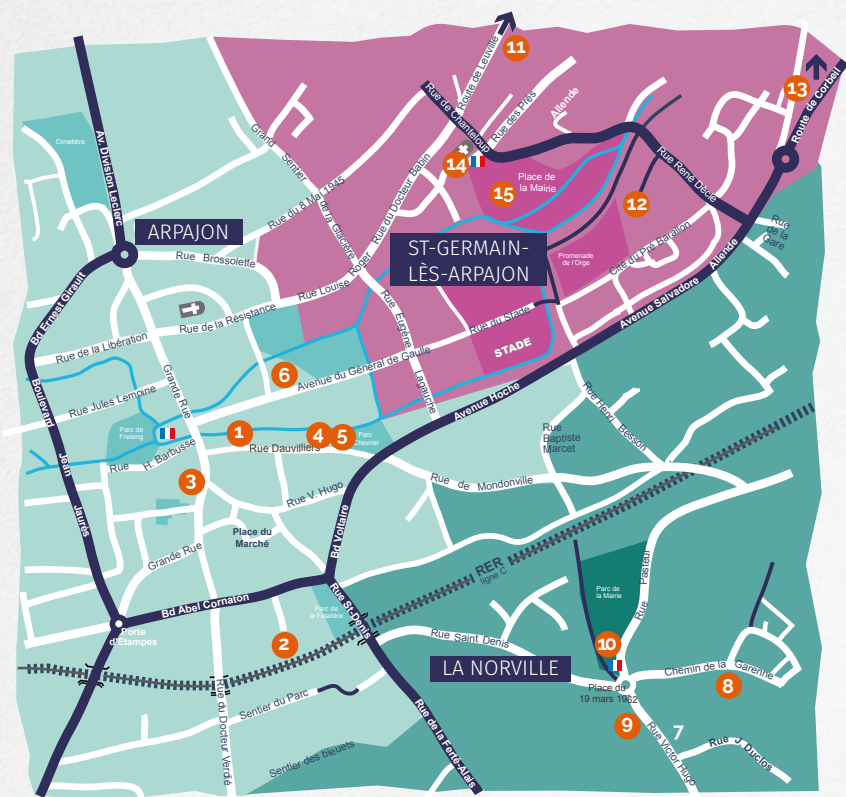 11
13
Route de Leuville
Rue de Chanteloup
Rue des Prés
Allende
Route de Corbeil
Cimetière
Av. Division Leclerc
Grand Sentier de la Glacière
Rue du 8 Mai 1945
Rue du Docteur Babin
14
15
Place de
la Mairie
12
Rue René Décie
Rue
de la
Gare
ARPAJON
Rue Brossolette
ST-GERMAIN-
LÈS-ARPAJON
Promenade
de l'Orge
Cité du Pré Barallon
Avenue Salvadore Allende
Bd Ernest Girault
Rue Louise Roger
Rue de la Résistance
Rue de la Libération
Rue Eugène Lagauche
Rue du Stade
STADE
Boulevard Jean Jaurès
Rue Jules Lemoine
Grande Rue
6
Avenue du Général de Gaulle
Avenue Hoche
Rue Henri Besson
Parc de
Freising
1
4
5
Parc
Chevrier
Rue Dauvilliers
Rue
Baptiste
Marcet
Rue H. Barbusse
3
Rue V. Hugo
Rue de Mondonville
Place du
Marché
Grande Rue
Bd Voltaire
RER
ligne C
Bd Abel Cornaton
Parc de
la Folatière
Rue St-Denis
Parc de
la Mairie
Rue Pasteur
Porte
d'Étampes
2
Rue Saint Denis
10
LA NORVILLE
Chemin de la Garenne
8
Place du
19 mars 1962
Sentier du Parc
Rue du Docteur Verdié
Rue de la Ferté-Alais
9
7
Rue Victor Hugo
Rue J. Duclos
Sentier des bleuets